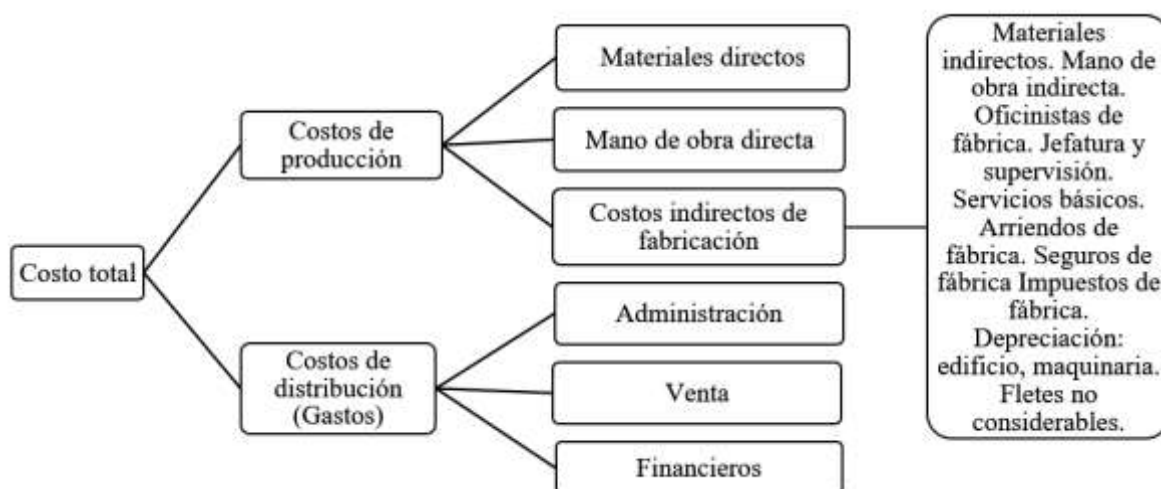 Costo total
Costos de
producción
Costos de
distribución
(Gastos)
Materiales directos
Mano de obra directa
Costos indirectos de
fabricación
Administración
Venta
Financieros
Materiales
indirectos. Mano de
obra indirecta.
Oficinistas de
fábrica. Jefatura y
supervisión.
Servicios básicos.
Arriendos de
fábrica. Seguros de
fábrica Impuestos de
fábrica.
Depreciación:
edificio, maquinaria.
Fletes no
considerables.